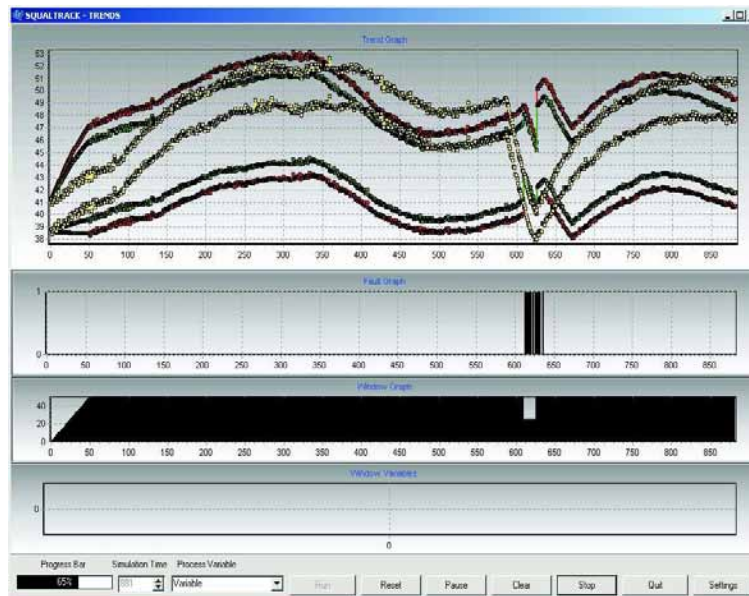 SQUALTRACK - TRENDS
Trend Graph
53
52
51
50
49
48
47
46
45
43
42
41
40
39
38
0 50 100 150 200 250 300 350 400 450 500 550 600 650 700 750 800 850
Fault Graph
1
0
0 50 100 150 200 250 300 350 400 450 500 550 600 650 700 750 800 850
Window Graph
40
20
0
0 50 100 150 200 250 300 350 400 450 500 550 600 650 700 750 800 850
Window Variables
0
0
Progress Bar Simulation Time Process Variable
65% 881 Variable Run Reset Pause Clear Stop Quit Settings